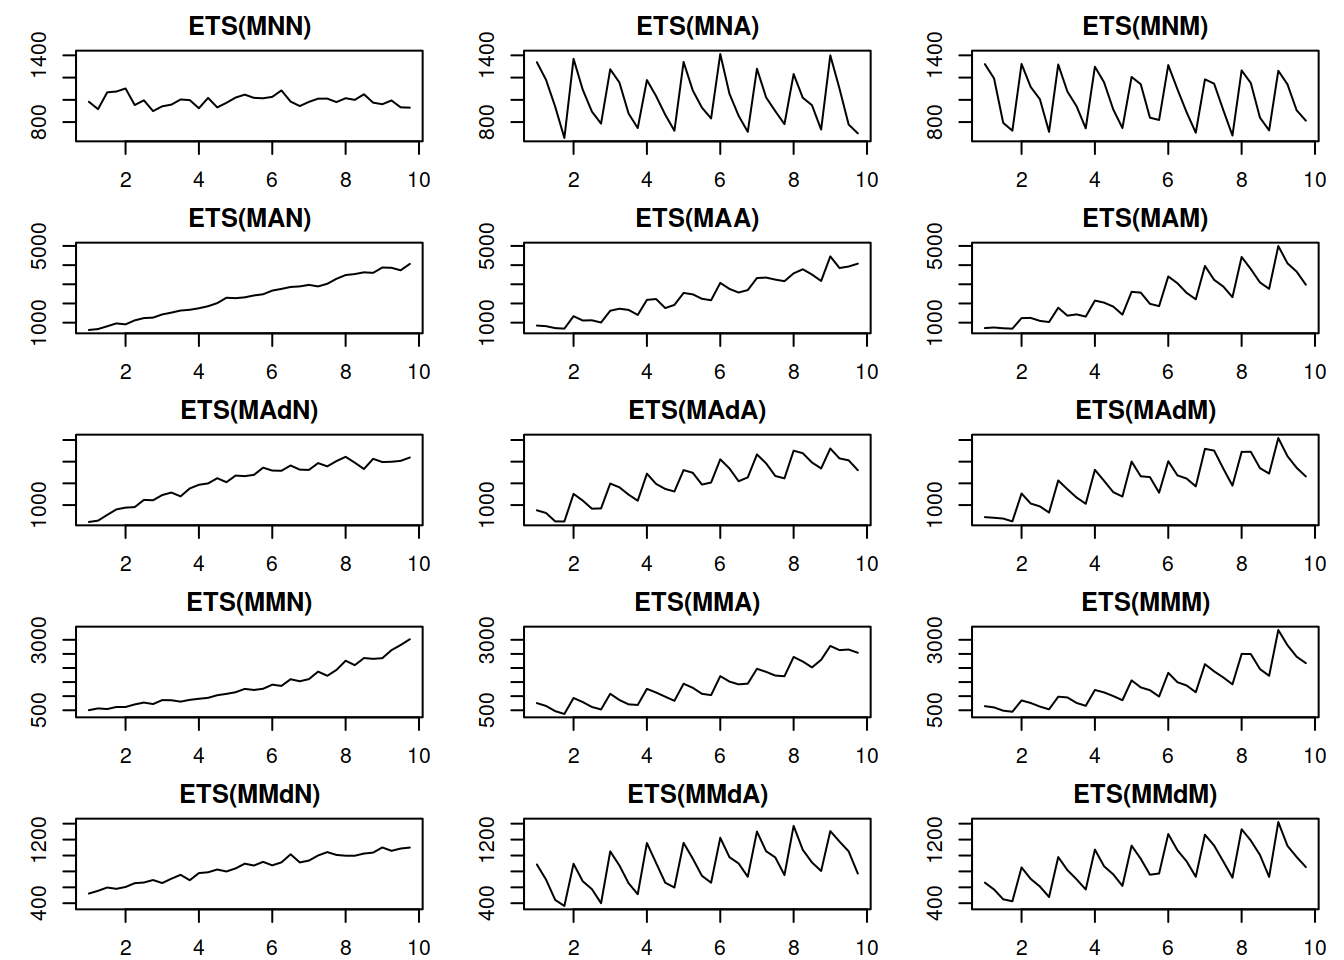 ETS(MNN) ETS(MNA) ETS(MNM)
1400 1400 1400
800 800 800
2 4 6 8 10 2 4 6 8 10 2 4 6 8 10
ETS(MAN) ETS(MAA) ETS(MAM)
5000 5000 5000
1000 1000 1000
2 4 6 8 10 2 4 6 8 10 2 4 6 8 10
ETS(MAdN) ETS(MAdA) ETS(MAdM)
1000 1000 1000
2 4 6 8 10 2 4 6 8 10 2 4 6 8 10
ETS(MMN) ETS(MMA) ETS(MMM)
3000 3000 3000
500 500 500
2 4 6 8 10 2 4 6 8 10 2 4 6 8 10
ETS(MMdN) ETS(MMdA) ETS(MMdM)
1200 1200 1200
400 400 400
2 4 6 8 10 2 4 6 8 10 2 4 6 8 10